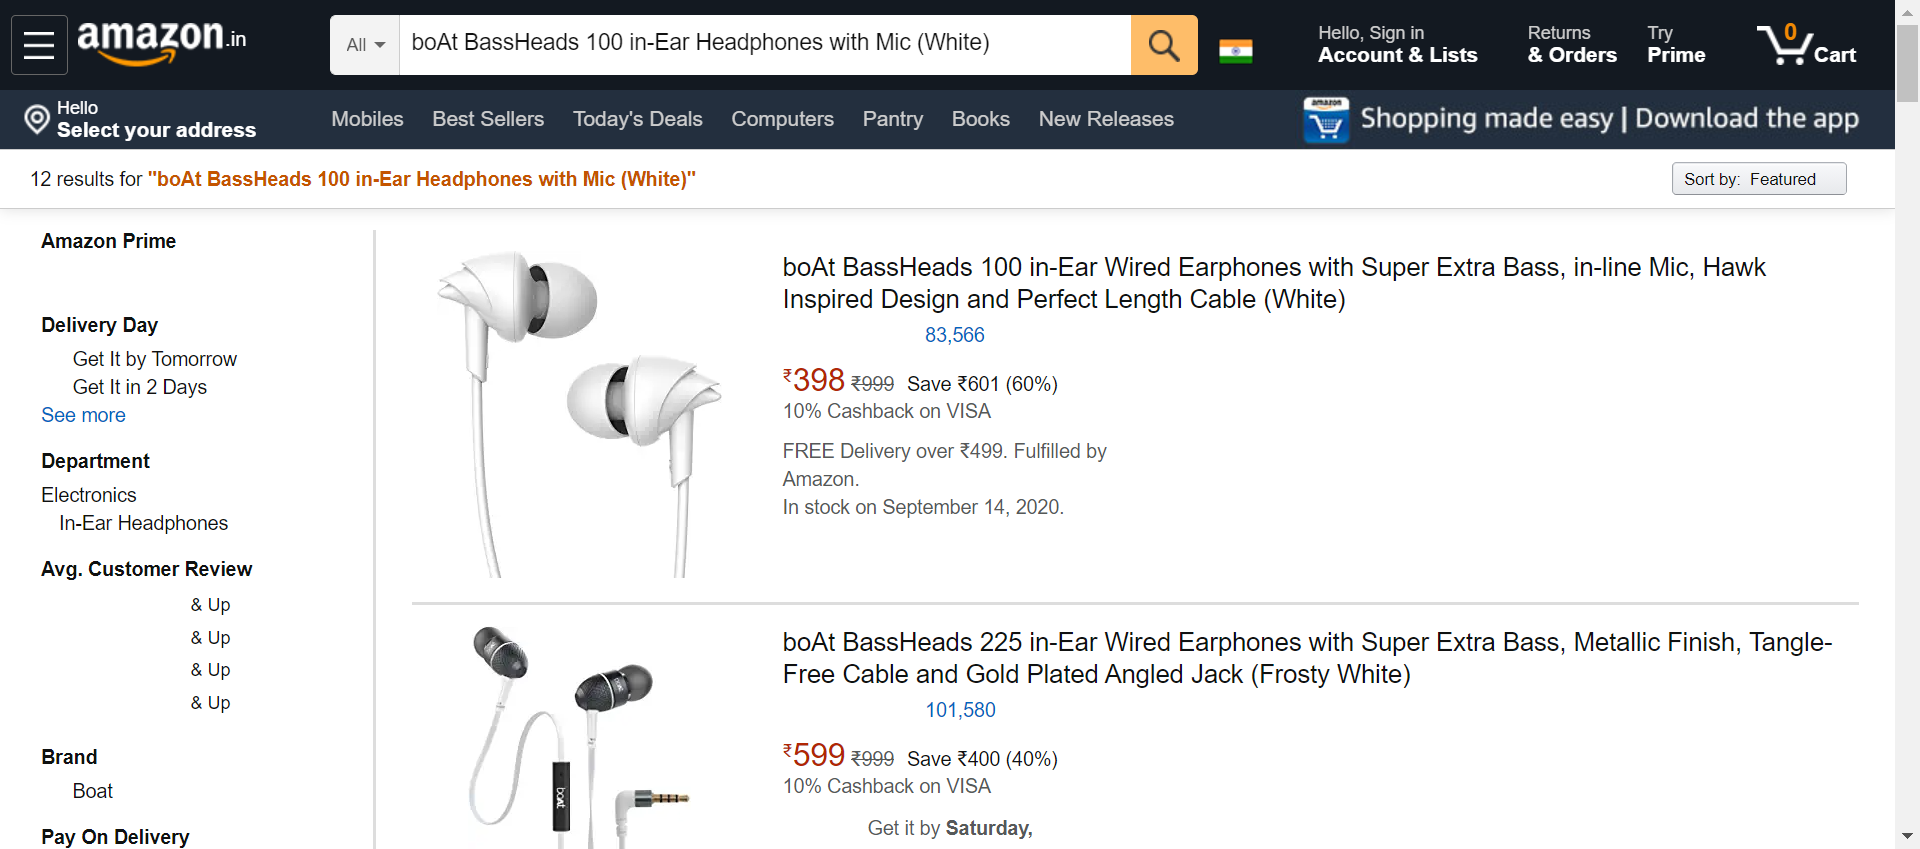 amazon.in
All
boAt BassHeads 100 in-Ear Headphones with Mic (White)
Hello, Sign in
Account & Lists
Returns
& Orders
Try
Prime
0
Cart
Hello
Select your address
Mobiles
Best Sellers
Today's Deals
Computers
Pantry
Books
New Releases
amazon
Shopping made easy | Download the app
12 results for "boAt BassHeads 100 in-Ear Headphones with Mic (White)"
Sort by: Featured
Amazon Prime
Delivery Day
Get It by Tomorrow
Get It in 2 Days
See more
Department
Electronics
In-Ear Headphones
Avg. Customer Review
& Up
& Up
& Up
& Up
Brand
Boat
Pay On Delivery
boAt BassHeads 100 in-Ear Wired Earphones with Super Extra Bass, in-line Mic, Hawk
Inspired Design and Perfect Length Cable (White)
83,566
₹398 ₹999 Save ₹601 (60%)
10% Cashback on VISA
FREE Delivery over ₹499. Fulfilled by
Amazon.
In stock on September 14, 2020.
boAt BassHeads 225 in-Ear Wired Earphones with Super Extra Bass, Metallic Finish, Tangle-
Free Cable and Gold Plated Angled Jack (Frosty White)
101,580
₹599 ₹999 Save ₹400 (40%)
10% Cashback on VISA
Get it by Saturday,
boAt